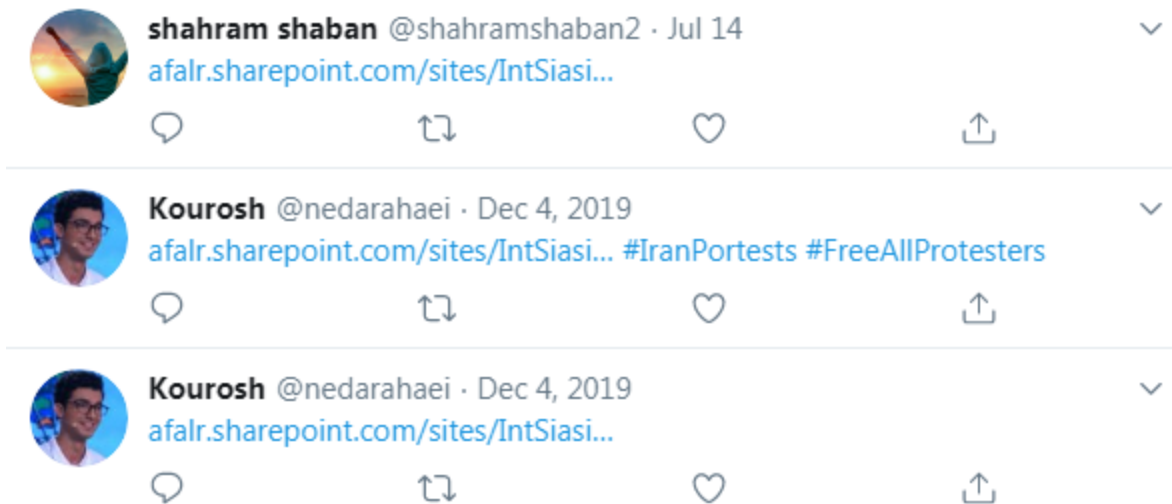 shahram shaban @shahramshaban2 · Jul 14
afalr.sharepoint.com/sites/IntSiasi...
Kourosh @nedarahaei · Dec 4, 2019
afalr.sharepoint.com/sites/IntSiasi... #IranPortests #FreeAllProtesters
Kourosh @nedarahaei · Dec 4, 2019
afalr.sharepoint.com/sites/IntSiasi...